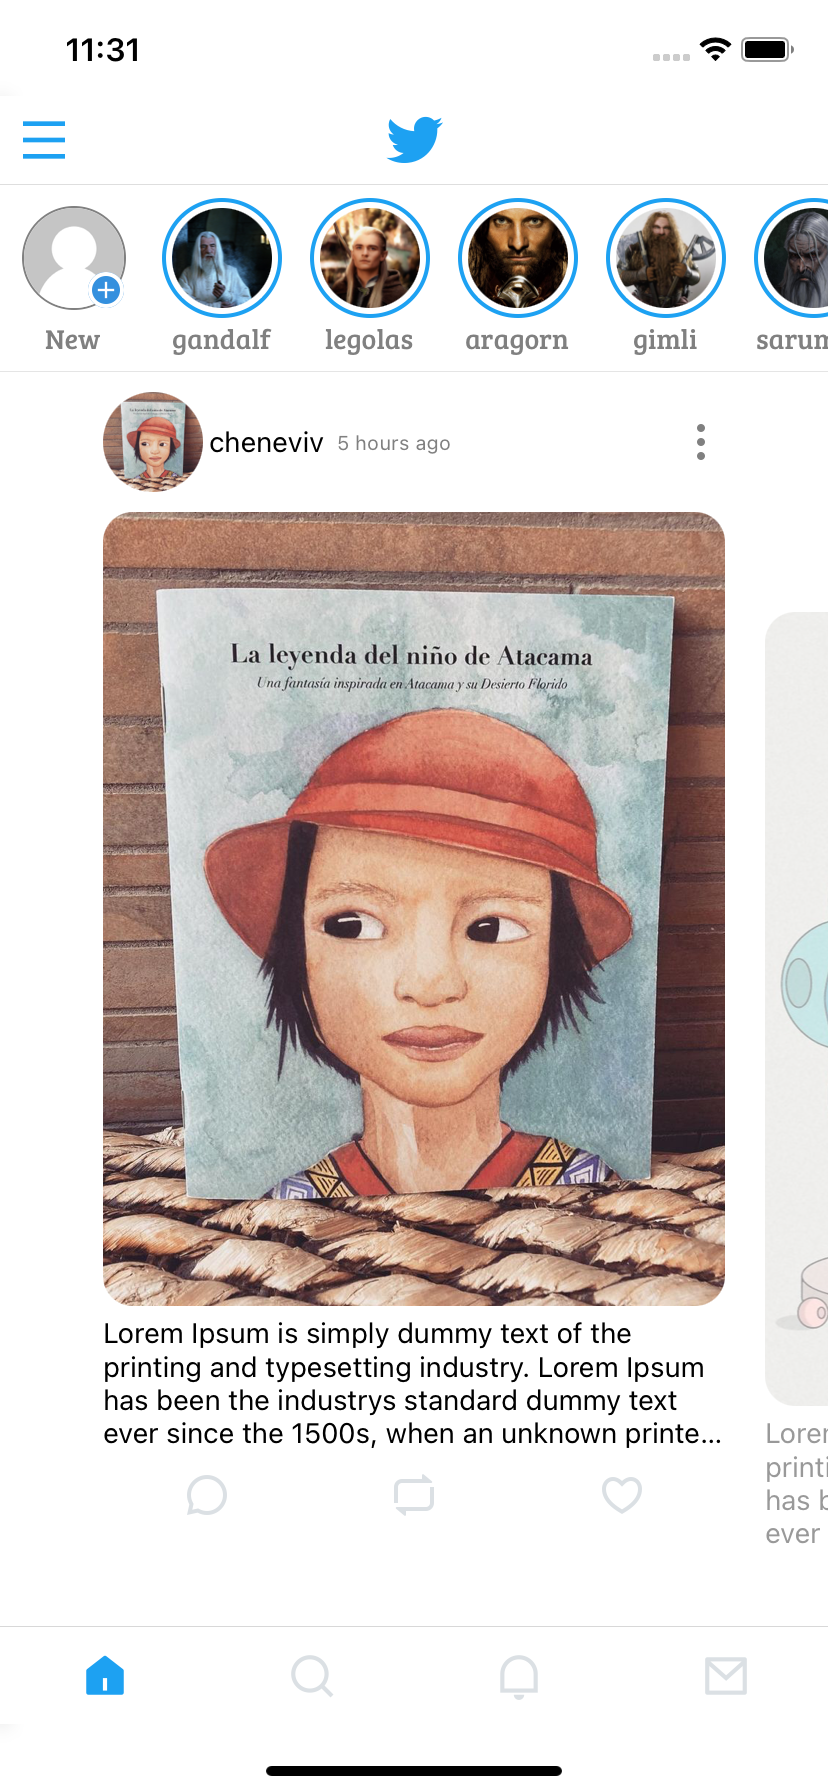 11:31
New
gandalf
legolas
aragorn
gimli
sarum
cheneviv 5 hours ago
La leyenda del niño de Atacama
Una fantasía inspirada en Atacama y su Desierto Florido
Lorem Ipsum is simply dummy text of the
printing and typesetting industry. Lorem Ipsum
has been the industrys standard dummy text
ever since the 1500s, when an unknown printe...
Lorer
printi
has b
ever